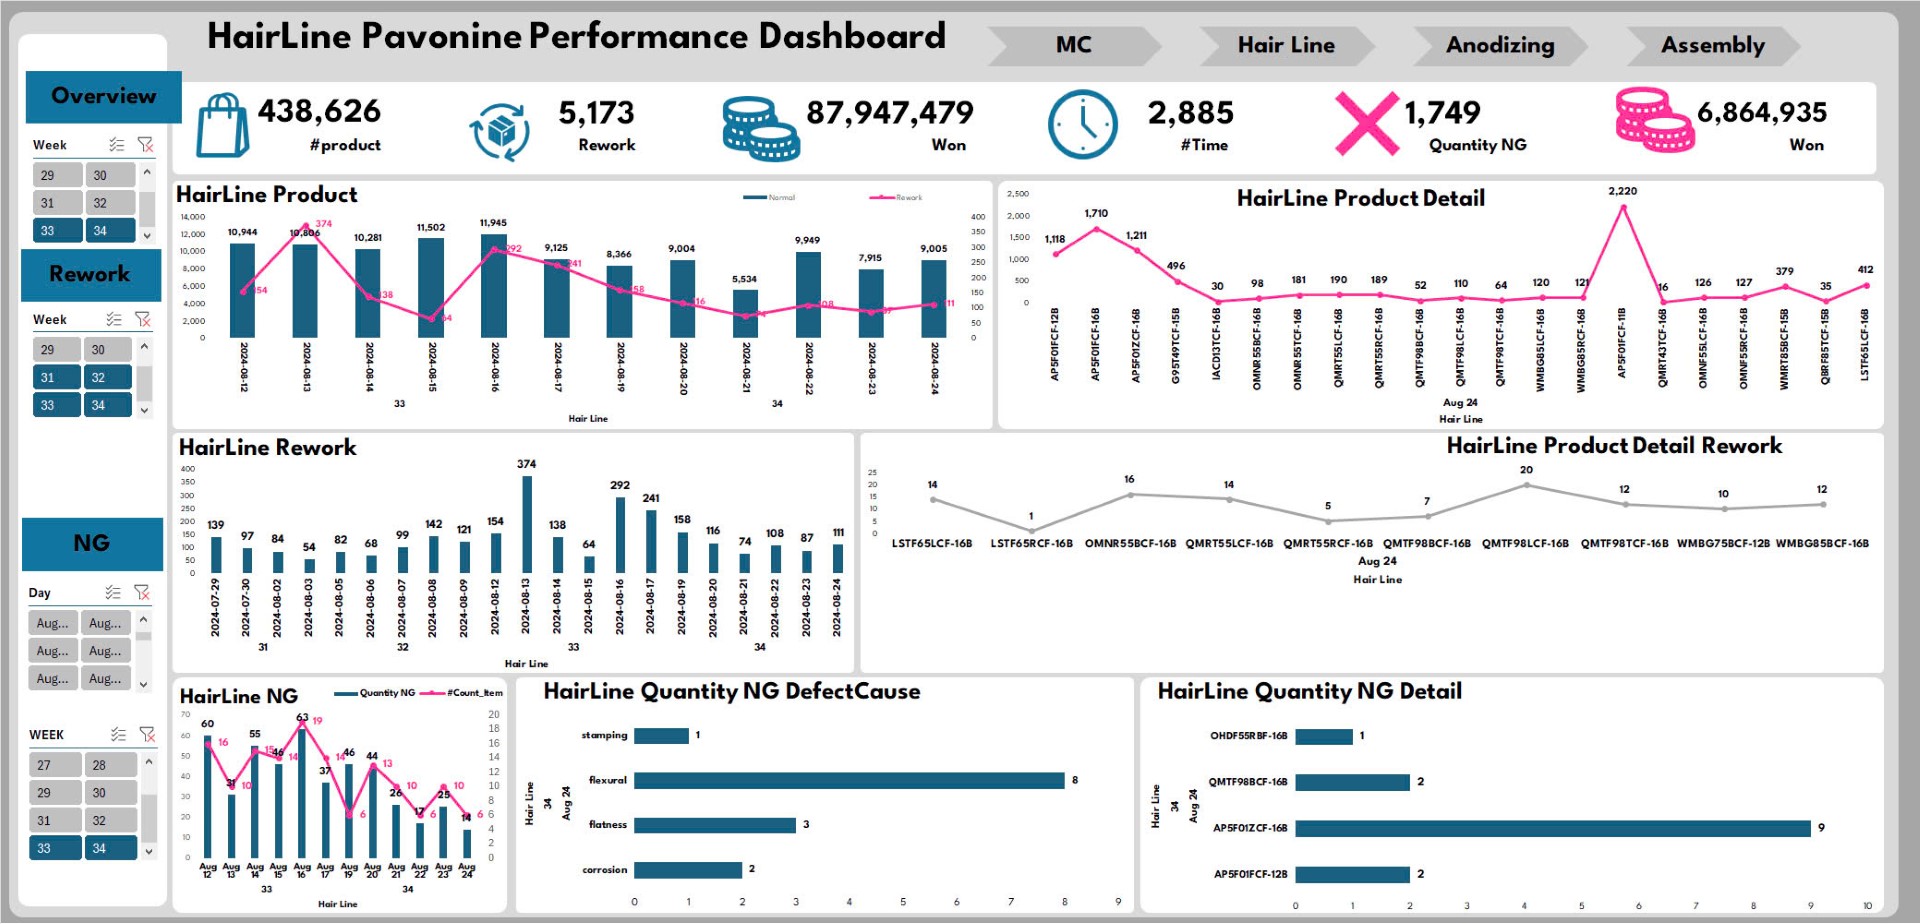 HairLine Pavonine Performance Dashboard
MC
Hair Line
Anodizing
Assembly
Overview
438,626
#product
5,173
Rework
87,947,479
Won
2,885
#Time
1,749
Quantity NG
6,864,935
Won
Week
29 30
31 32
33 34
Rework
Week
29 30
31 32
33 34
NG
Day
Aug... Aug...
Aug... Aug...
Aug... Aug...
WEEK
27 28
29 30
31 32
33 34
HairLine Product
Normal Rework
14,000
12,000
10,000
8,000
6,000
4,000
2,000
0
10,944 10,806 10,281 11,502 11,945 9,125 8,366 9,004 5,534 9,949 7,915 9,005
374 292 241
400
350
300
250
200
150
100
50
0
2024-08-12 2024-08-13 2024-08-14 2024-08-15 2024-08-16 2024-08-17 2024-08-19 2024-08-20 2024-08-21 2024-08-22 2024-08-23 2024-08-24
33 34
Hair Line
HairLine Product Detail
2,500
2,000
1,500
1,000
500
0
1,118 1,710 1,211 496 30 98 181 190 189 52 110 64 120 121 2,220 16 126 127 379 35 412
AP5F01FCF-12B AP5F01FCF-16B AP5F01ZCF-16B G95T49TCF-15B IACD13TCF-16B OMNR55BCF-16B OMNR55TCF-16B QMRT55LCF-16B QMRT55RCF-16B QMTF98BCF-16B QMTF98LCF-16B QMTF98TCF-16B WMBG85LCF-16B WMBG85RCF-16B AP5F01FCF-11B QMRT43TCF-16B OMNF55LCF-16B OMNF55RCF-16B WMRT85BCF-15B Q8RF85TCF-15B LSTF65LCF-16B
Aug 24
Hair Line
HairLine Rework
400
350
300
250
200
150
100
50
0
139 97 84 54 82 68 99 142 121 154 374 138 64 292 241 158 116 74 108 87 111
2024-07-29 2024-07-30 2024-08-02 2024-08-03 2024-08-05 2024-08-06 2024-08-07 2024-08-08 2024-08-09 2024-08-12 2024-08-13 2024-08-14 2024-08-15 2024-08-16 2024-08-17 2024-08-19 2024-08-20 2024-08-21 2024-08-22 2024-08-23 2024-08-24
31 32 33 34
Hair Line
HairLine Product Detail Rework
25
20
15
10
5
0
14 1 16 14 5 7 20 12 10 12
LSTF65LCF-16B LSTF65RCF-16B OMNR55BCF-16B QMRT55LCF-16B QMRT55RCF-16B QMTF98BCF-16B QMTF98LCF-16B QMTF98TCF-16B WMBG75BCF-12B WMBG85BCF-16B
Aug 24
Hair Line
HairLine NG
Quantity NG #Count_Item
70
60
50
40
30
20
10
0
60 31 55 46 63 37 46 44 26 17 25 14
16 10 15 14 19 14 6 13 10 6 10 6
20
18
16
14
12
10
8
6
4
2
0
Aug Aug Aug Aug Aug Aug Aug Aug Aug Aug Aug Aug
12 13 14 15 16 17 19 20 21 22 23 24
33 34
Hair Line
HairLine Quantity NG DefectCause
Hair Line
34
Aug 24
stamping 1
flexural 8
flatness 3
corrosion 2
0 1 2 3 4 5 6 7 8 9
HairLine Quantity NG Detail
Hair Line
34
Aug 24
OHDF55RBF-16B 1
QMTF98BCF-16B 2
AP5F01ZCF-16B 9
AP5F01FCF-12B 2
0 1 2 3 4 5 6 7 8 9 10